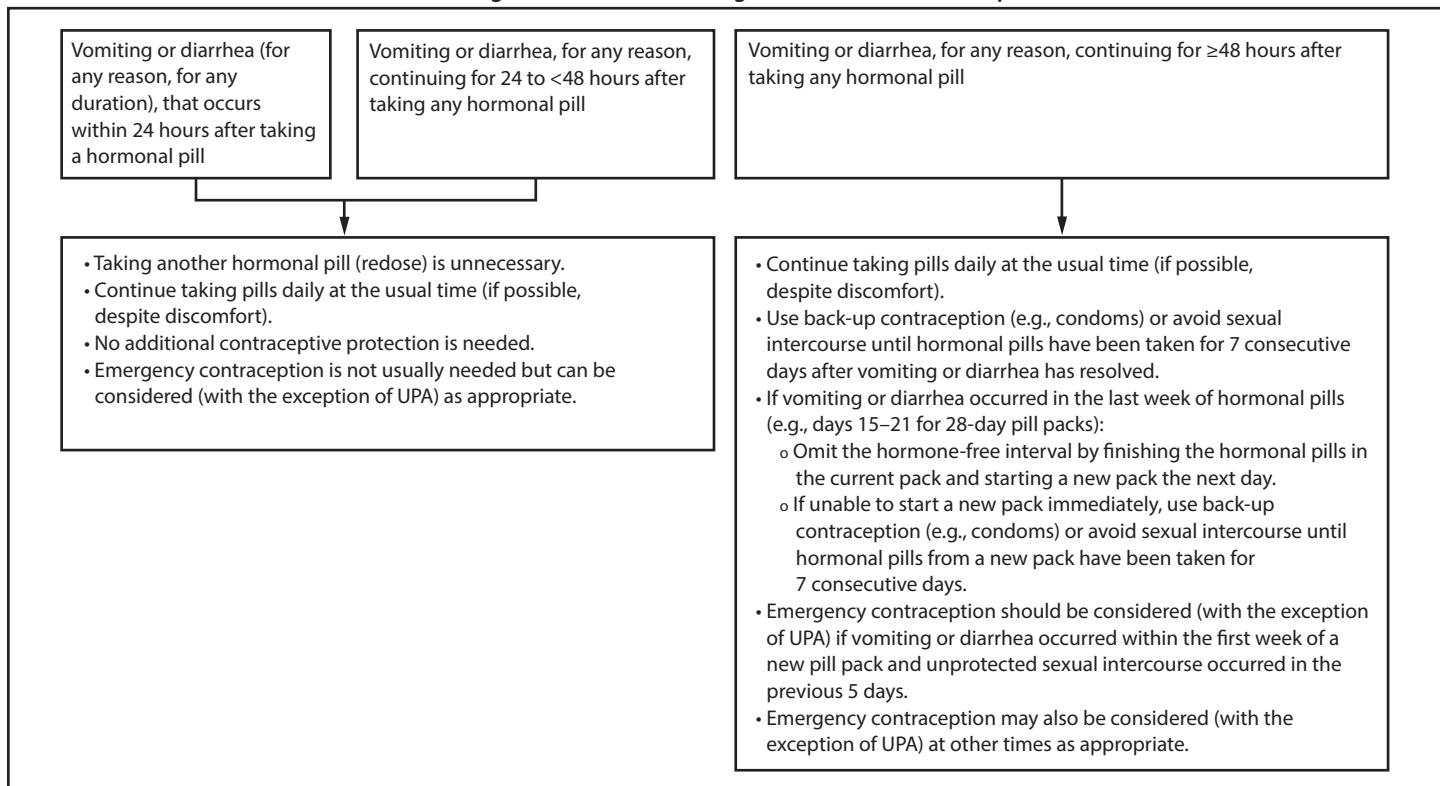 Vomiting or diarrhea (for
any reason, for any
duration), that occurs
within 24 hours after taking
a hormonal pill
Vomiting or diarrhea, for any reason,
continuing for 24 to <48 hours after
taking any hormonal pill
Vomiting or diarrhea, for any reason, continuing for ≥48 hours after
taking any hormonal pill
• Taking another hormonal pill (redose) is unnecessary.
• Continue taking pills daily at the usual time (if possible,
despite discomfort).
• No additional contraceptive protection is needed.
• Emergency contraception is not usually needed but can be
considered (with the exception of UPA) as appropriate.
• Continue taking pills daily at the usual time (if possible,
despite discomfort).
• Use back-up contraception (e.g., condoms) or avoid sexual
intercourse until hormonal pills have been taken for 7 consecutive
days after vomiting or diarrhea has resolved.
• If vomiting or diarrhea occurred in the last week of hormonal pills
(e.g., days 15–21 for 28-day pill packs):
o Omit the hormone-free interval by finishing the hormonal pills in
the current pack and starting a new pack the next day.
o If unable to start a new pack immediately, use back-up
contraception (e.g., condoms) or avoid sexual intercourse until
hormonal pills from a new pack have been taken for
7 consecutive days.
• Emergency contraception should be considered (with the exception
of UPA) if vomiting or diarrhea occurred within the first week of a
new pill pack and unprotected sexual intercourse occurred in the
previous 5 days.
• Emergency contraception may also be considered (with the
exception of UPA) at other times as appropriate.